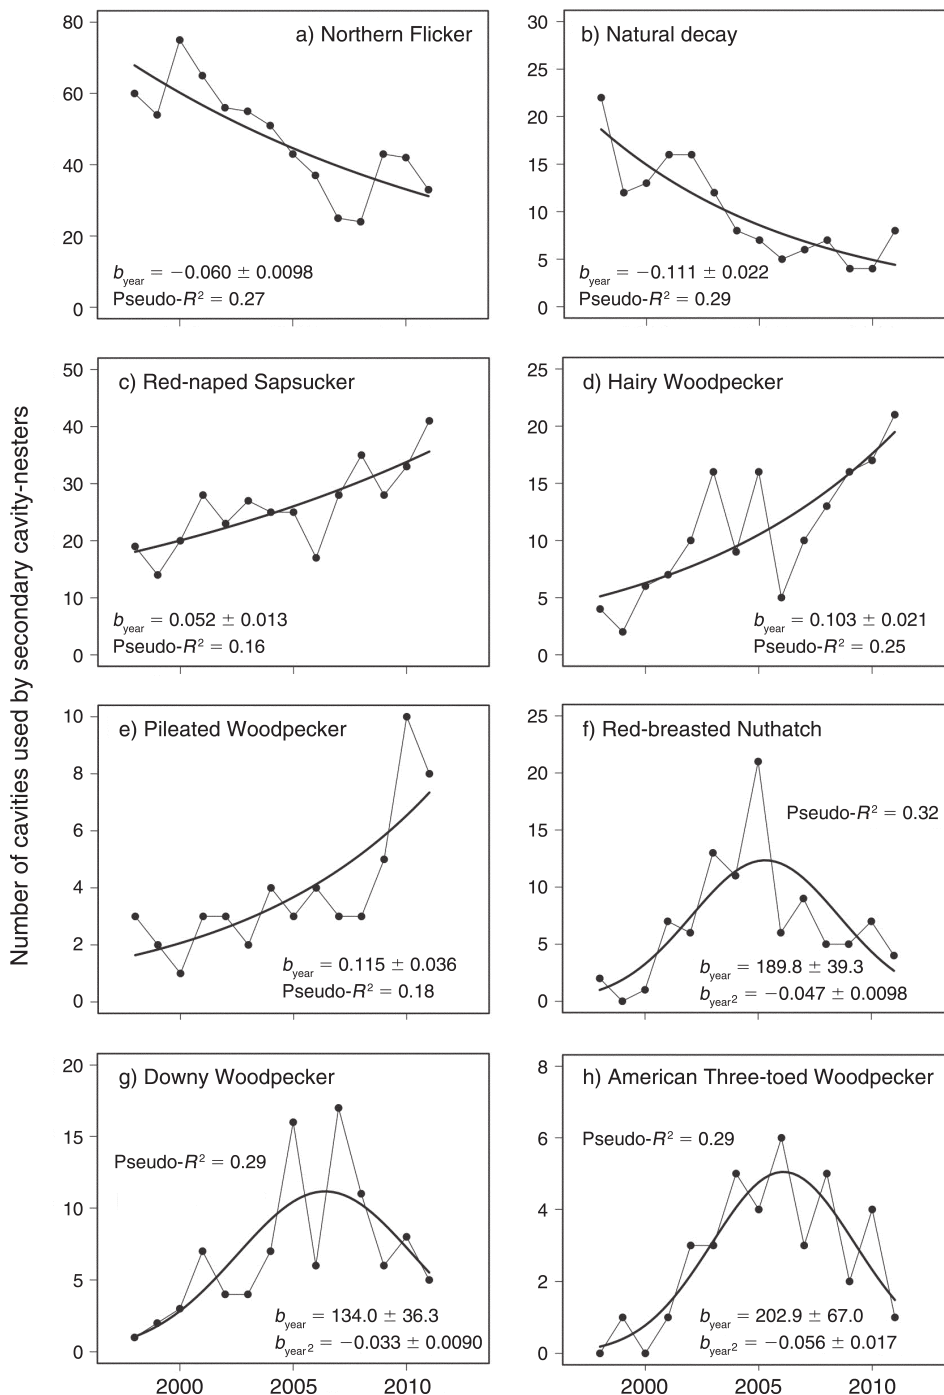 Number of cavities used by secondary cavity-nesters
a) Northern Flicker
80
60
40
20
0
b_year = −0.060 ± 0.0098
Pseudo-R² = 0.27
b) Natural decay
30
25
20
15
10
5
0
b_year = −0.111 ± 0.022
Pseudo-R² = 0.29
c) Red-naped Sapsucker
50
40
30
20
10
0
b_year = 0.052 ± 0.013
Pseudo-R² = 0.16
d) Hairy Woodpecker
25
20
15
10
5
0
b_year = 0.103 ± 0.021
Pseudo-R² = 0.25
e) Pileated Woodpecker
10
8
6
4
2
0
b_year = 0.115 ± 0.036
Pseudo-R² = 0.18
f) Red-breasted Nuthatch
25
20
15
10
5
0
Pseudo-R² = 0.32
b_year = 189.8 ± 39.3
b_year2 = −0.047 ± 0.0098
g) Downy Woodpecker
20
15
10
5
0
Pseudo-R² = 0.29
b_year = 134.0 ± 36.3
b_year2 = −0.033 ± 0.0090
2000 2005 2010
h) American Three-toed Woodpecker
8
6
4
2
0
Pseudo-R² = 0.29
b_year = 202.9 ± 67.0
b_year2 = −0.056 ± 0.017
2000 2005 2010